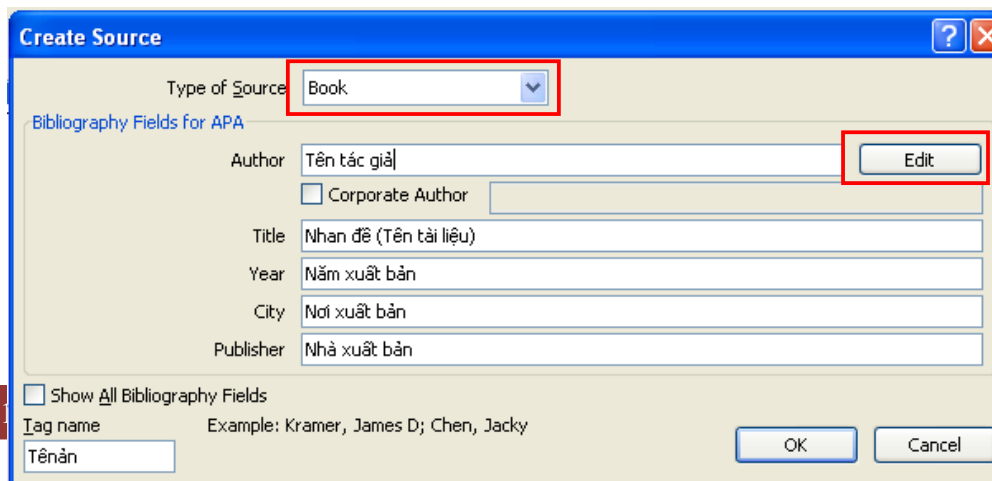 Create Source
Type of Source Book
Bibliography Fields for APA
Author Tên tác giả Edit
Corporate Author
Title Nhan đề (Tên tài liệu)
Year Năm xuất bản
City Nơi xuất bản
Publisher Nhà xuất bản
Show All Bibliography Fields
Tag name Example: Kramer, James D; Chen, Jacky
Tênản OK Cancel